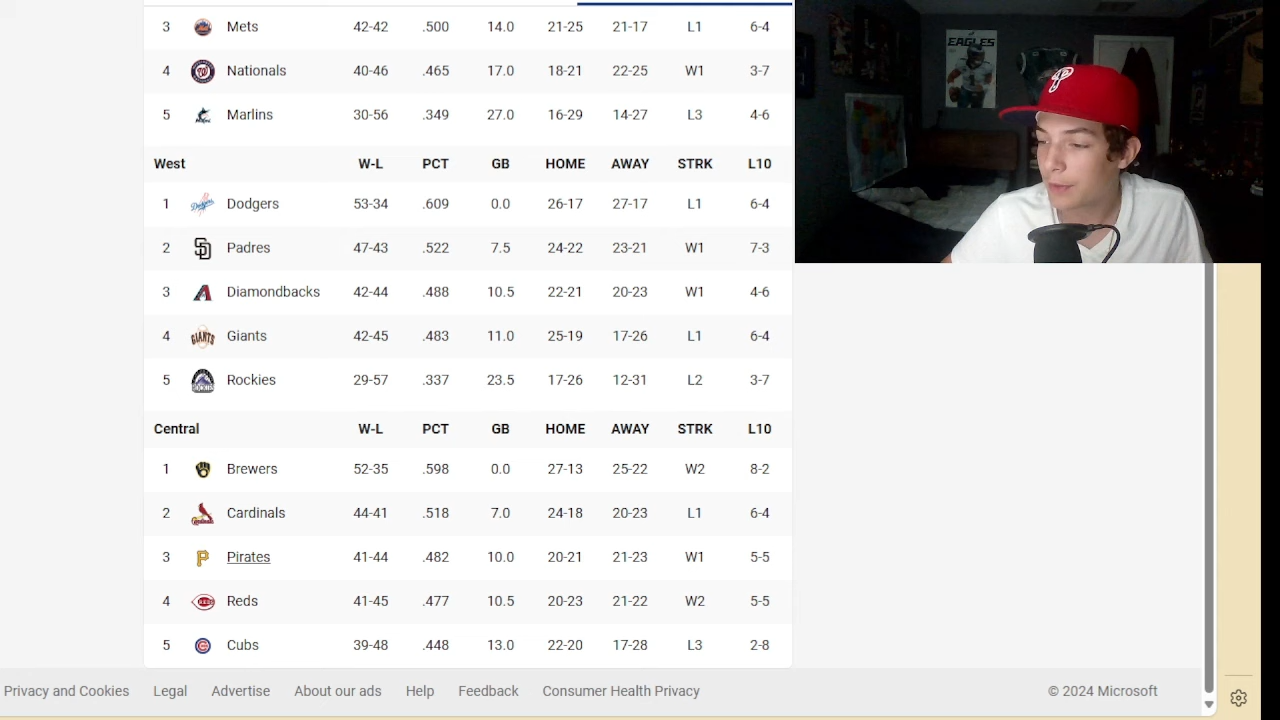 3 Mets 42-42 .500 14.0 21-25 21-17 L1 6-4
4 Nationals 40-46 .465 17.0 18-21 22-25 W1 3-7
5 Marlins 30-56 .349 27.0 16-29 14-27 L3 4-6
West W-L PCT GB HOME AWAY STRK L10
1 Dodgers 53-34 .609 0.0 26-17 27-17 L1 6-4
2 Padres 47-43 .522 7.5 24-22 23-21 W1 7-3
3 Diamondbacks 42-44 .488 10.5 22-21 20-23 W1 4-6
4 Giants 42-45 .483 11.0 25-19 17-26 L1 6-4
5 Rockies 29-57 .337 23.5 17-26 12-31 L2 3-7
Central W-L PCT GB HOME AWAY STRK L10
1 Brewers 52-35 .598 0.0 27-13 25-22 W2 8-2
2 Cardinals 44-41 .518 7.0 24-18 20-23 L1 6-4
3 Pirates 41-44 .482 10.0 20-21 21-23 W1 5-5
4 Reds 41-45 .477 10.5 20-23 21-22 W2 5-5
5 Cubs 39-48 .448 13.0 22-20 17-28 L3 2-8
Privacy and Cookies Legal Advertise About our ads Help Feedback Consumer Health Privacy © 2024 Microsoft
EAGLES
P